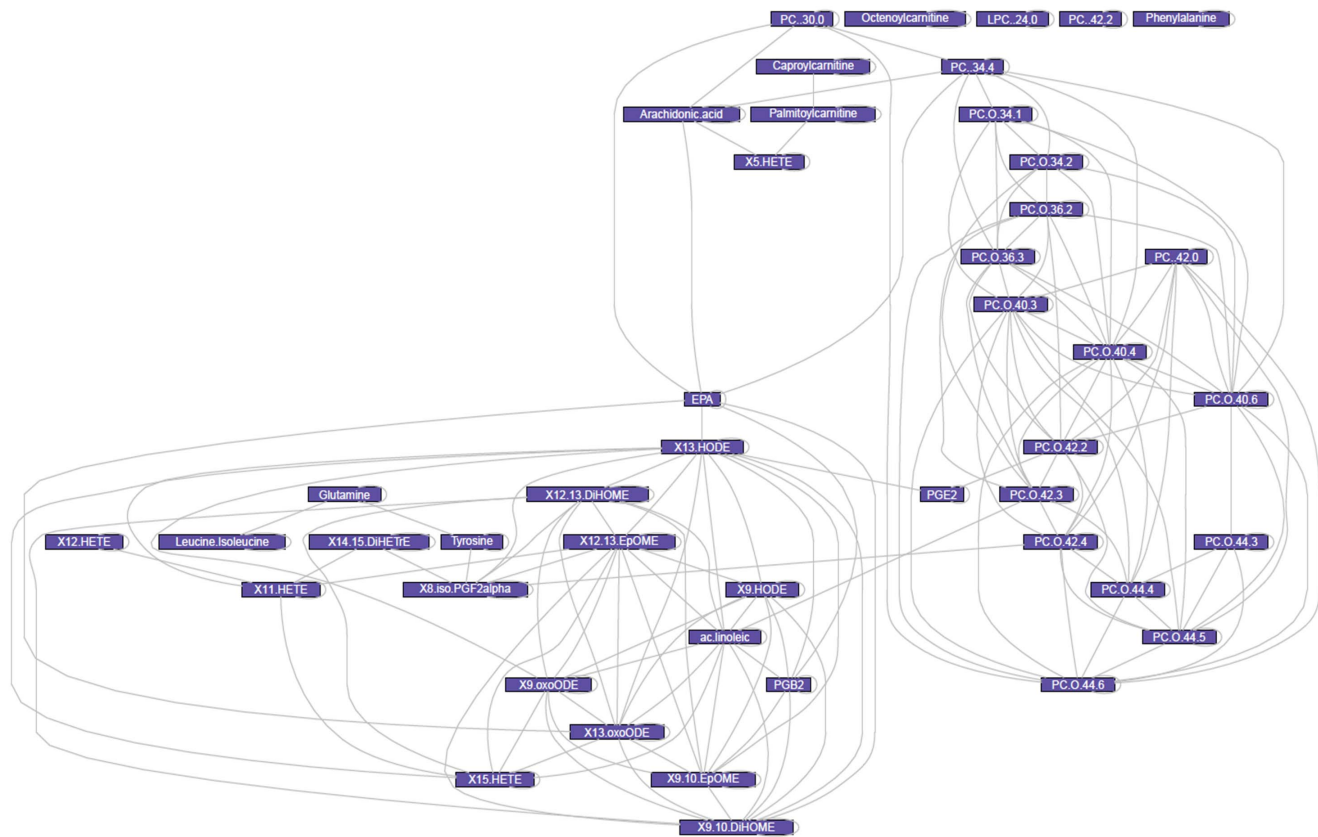 PC..30.0
Octenoylcarnitine
LPC..24.0
PC..42.2
Phenylalanine
Caproylcarnitine
PC..34.4
Arachidonic.acid
Palmitoylcarnitine
PC.O.34.1
X5.HETE
PC.O.34.2
PC.O.36.2
PC.O.36.3
PC..42.0
PC.O.40.3
PC.O.40.4
EPA
PC.O.40.6
X13.HODE
PC.O.42.2
Glutamine
X12.13.DiHOME
PGE2
PC.O.42.3
X12.HETE
Leucine.Isoleucine
X14.15.DiHETrE
Tyrosine
X12.13.EpOME
PC.O.42.4
PC.O.44.3
X11.HETE
X8.iso.PGF2alpha
X9.HODE
PC.O.44.4
ac.linoleic
PC.O.44.5
X9.oxoODE
PGB2
PC.O.44.6
X13.oxoODE
X15.HETE
X9.10.EpOME
X9.10.DiHOME